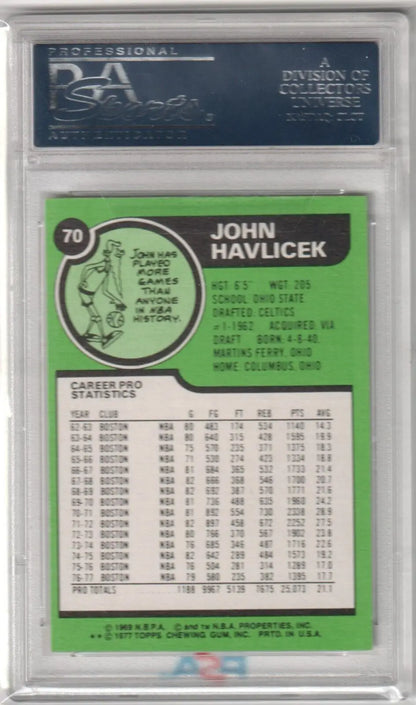 PROFESSIONAL
PSA
Sports
AUTHENTICATOR
A
DIVISION OF
COLLECTORS
UNIVERSE
70
JOHN
HAVLICEK
JOHN HAS
PLAYED
MORE
GAMES
THAN
ANYONE
IN NBA
HISTORY.
HGT 6'5" WGT 205
SCHOOL: OHIO STATE
DRAFTED: CELTICS
#1-1962 ACQUIRED: VIA
DRAFT BORN: 4-8-40,
MARTINS FERRY, OHIO
HOME: COLUMBUS, OHIO
CAREER PRO
STATISTICS
YEAR CLUB G FG FT REB. PTS AVG
62-63 BOSTON NBA 80 483 174 534 1140 14.3
63-64 BOSTON NBA 80 640 315 428 1595 19.9
64-65 BOSTON NBA 75 570 235 371 1375 18.3
65-66 BOSTON NBA 71 530 274 423 1334 18.8
66-67 BOSTON NBA 81 684 365 532 1733 21.4
67-68 BOSTON NBA 82 666 368 546 1700 20.7
68-69 BOSTON NBA 82 692 387 570 1771 21.6
69-70 BOSTON NBA 81 736 488 635 1960 24.2
70-71 BOSTON NBA 81 892 554 730 2338 28.9
71-72 BOSTON NBA 82 897 458 672 2252 27.5
72-73 BOSTON NBA 80 766 370 567 1902 23.8
73-74 BOSTON NBA 76 685 346 487 1716 22.6
74-75 BOSTON NBA 82 642 289 484 1573 19.2
75-76 BOSTON NBA 76 504 281 314 1289 17.0
76-77 BOSTON NBA 79 580 235 382 1395 17.7
PRO TOTALS 1188 9967 5139 7675 25,073 21.1
© 1969 N.B.P.A. © and TM N.B.A. PROPERTIES, INC.
** © 1977 TOPPS CHEWING GUM, INC. PRTD. IN U.S.A.
PSA